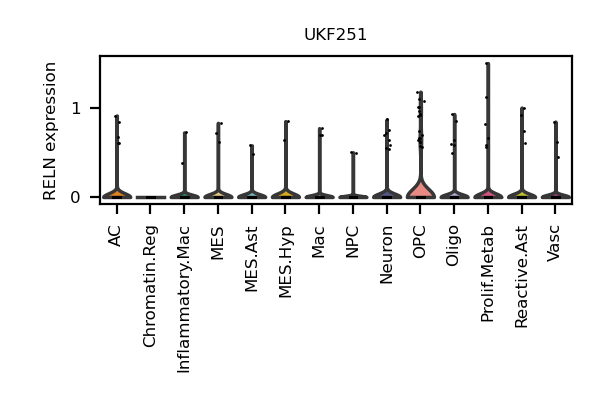 UKF251
RELN expression
1
0
AC
Chromatin.Reg
Inflammatory.Mac
MES
MES.Ast
MES.Hyp
Mac
NPC
Neuron
OPC
Oligo
Prolif.Metab
Reactive.Ast
Vasc